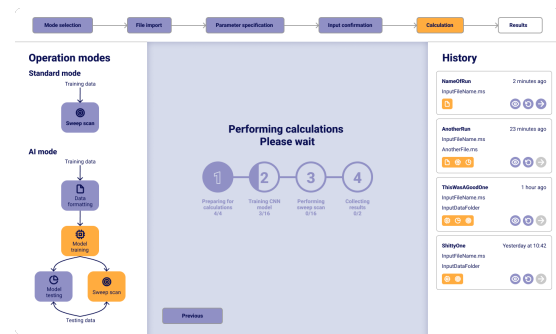 Mode selection
File import
Parameter specification
Input confirmation
Calculation
Results
Operation modes
Standard mode
Training data
Sweep scan
AI mode
Training data
Data
formatting
Model
training
Model
testing
Sweep scan
Testing data
Performing calculations
Please wait
1
2
3
4
Preparing for
calculations
4/4
Training CNN
model
3/16
Performing
sweep scan
0/16
Collecting
results
0/2
Previous
History
NameOfRun
2 minutes ago
InputFileName.ms
AnotherRun
23 minutes ago
InputFileName.ms
AnotherFile.ms
ThisWasAGoodOne
1 hour ago
InputFileName.ms
InputDataFolder
ShittyOne
Yesterday at 10:42
InputFileName.ms
InputDataFolder